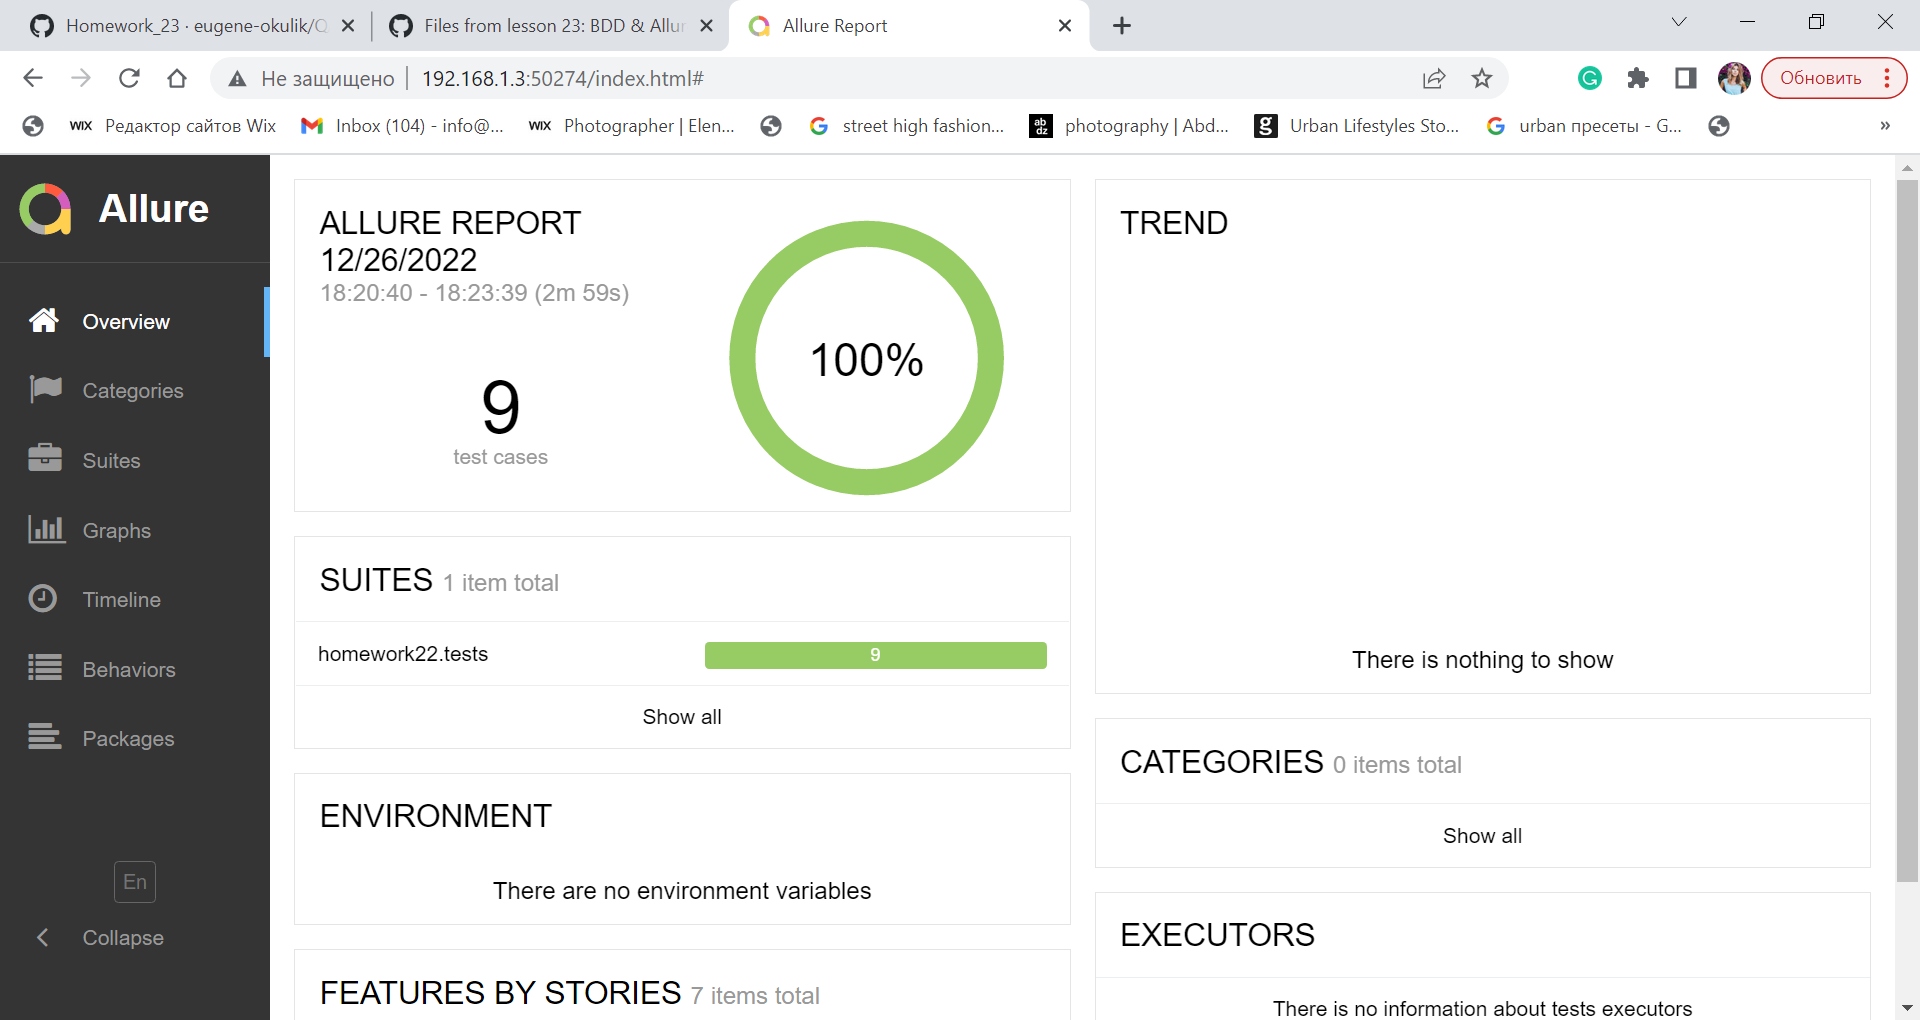 Homework_23 · eugene-okulik/Q
Files from lesson 23: BDD & Allur
Allure Report
Не защищено
192.168.1.3:50274/index.html#
Обновить
WIX Редактор сайтов Wix
Inbox (104) - info@...
WIX Photographer | Elen...
street high fashion...
ab dz photography | Abd...
g Urban Lifestyles Sto...
urban пресеты - G...
»
Allure
Overview
Categories
Suites
Graphs
Timeline
Behaviors
Packages
En
Collapse
ALLURE REPORT
12/26/2022
18:20:40 - 18:23:39 (2m 59s)
9
test cases
100%
SUITES 1 item total
homework22.tests 9
Show all
ENVIRONMENT
There are no environment variables
FEATURES BY STORIES 7 items total
TREND
There is nothing to show
CATEGORIES 0 items total
Show all
EXECUTORS
There is no information about tests executors